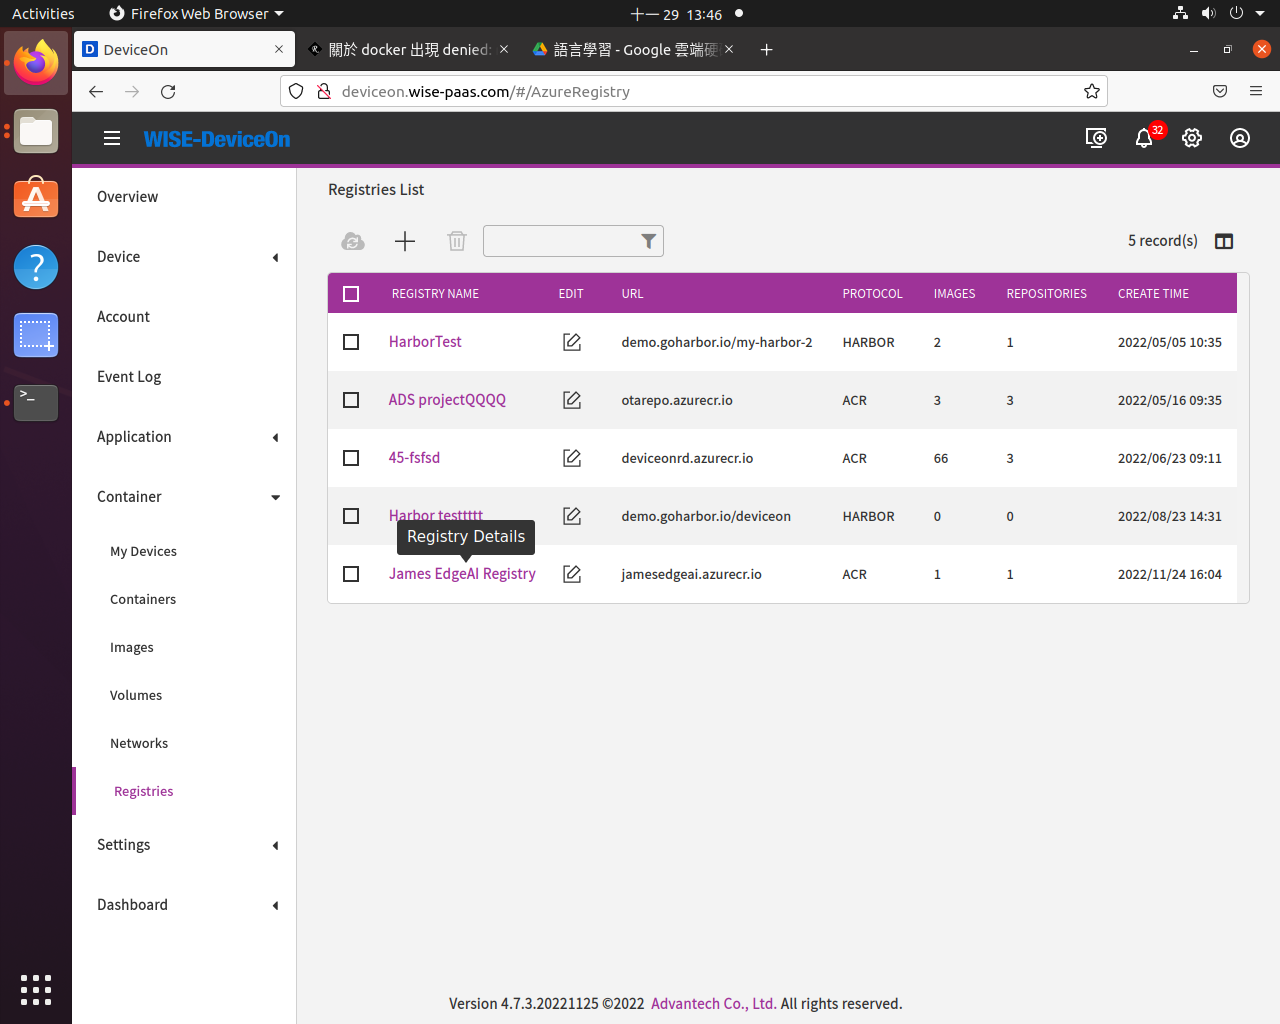 Activities
Firefox Web Browser
十一 29 13:46
DeviceOn
關於 docker 出現 denied:
語言學習 - Google 雲端硬
deviceon.wise-paas.com/#/AzureRegistry
WISE-DeviceOn
32
Overview
Device
Account
Event Log
Application
Container
My Devices
Containers
Images
Volumes
Networks
Registries
Settings
Dashboard
Registries List
5 record(s)
REGISTRY NAME EDIT URL PROTOCOL IMAGES REPOSITORIES CREATE TIME
HarborTest demo.goharbor.io/my-harbor-2 HARBOR 2 1 2022/05/05 10:35
ADS projectQQQQ otarepo.azurecr.io ACR 3 3 2022/05/16 09:35
45-fsfsd deviceonrd.azurecr.io ACR 66 3 2022/06/23 09:11
Harbor testtttt demo.goharbor.io/deviceon HARBOR 0 0 2022/08/23 14:31
Registry Details
James EdgeAI Registry jamesedgeai.azurecr.io ACR 1 1 2022/11/24 16:04
Version 4.7.3.20221125 ©2022 Advantech Co., Ltd. All rights reserved.